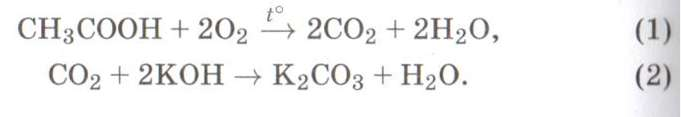 CH₃COOH + 2O₂ →(t°) 2CO₂ + 2H₂O, (1)
CO₂ + 2KOH → K₂CO₃ + H₂O. (2)